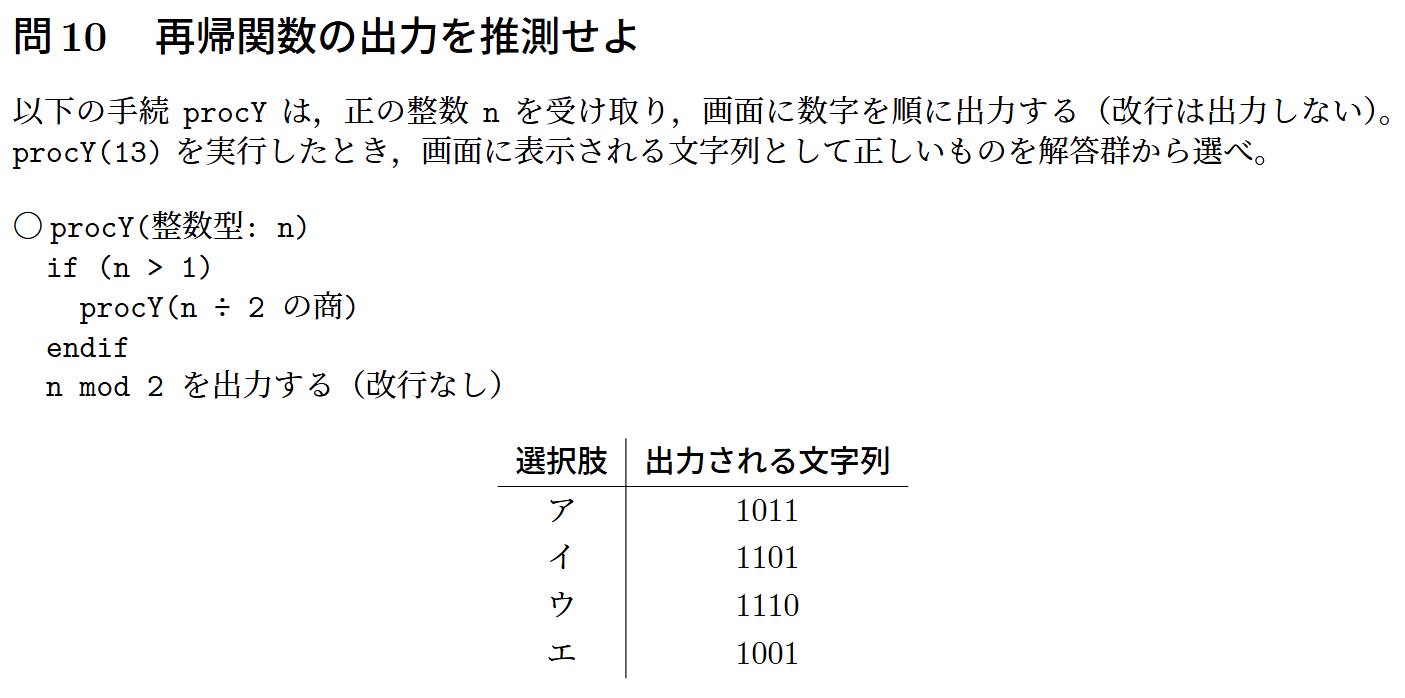 問 10　再帰関数の出力を推測せよ
以下の手続 procY は，正の整数 n を受け取り，画面に数字を順に出力する（改行は出力しない）。
procY(13) を実行したとき，画面に表示される文字列として正しいものを解答群から選べ。
○ procY(整数型: n)
if (n > 1)
procY(n ÷ 2 の商)
endif
n mod 2 を出力する（改行なし）
選択肢 出力される文字列
ア 1011
イ 1101
ウ 1110
エ 1001